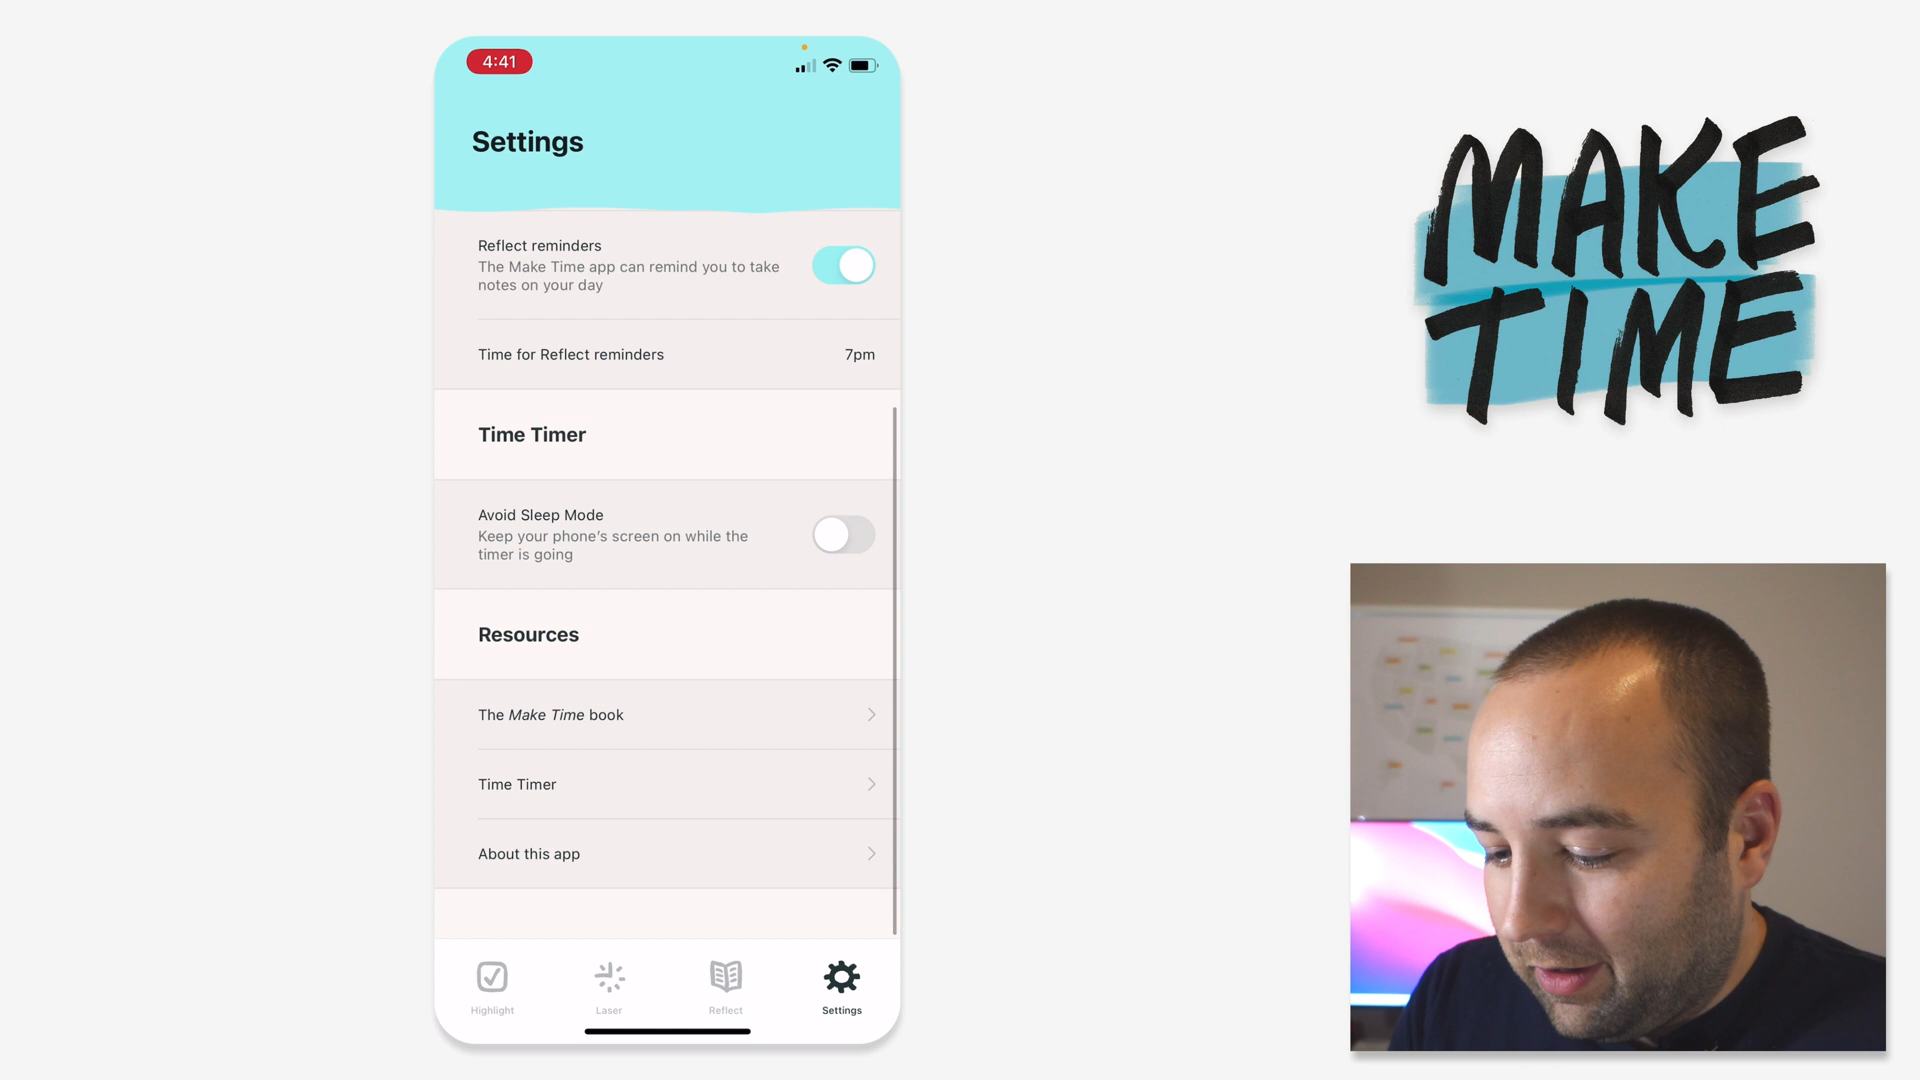 4:41
Settings
Reflect reminders
The Make Time app can remind you to take
notes on your day
Time for Reflect reminders 7pm
Time Timer
Avoid Sleep Mode
Keep your phone’s screen on while the
timer is going
Resources
The Make Time book
Time Timer
About this app
Highlight
Laser
Reflect
Settings
MAKE
TIME